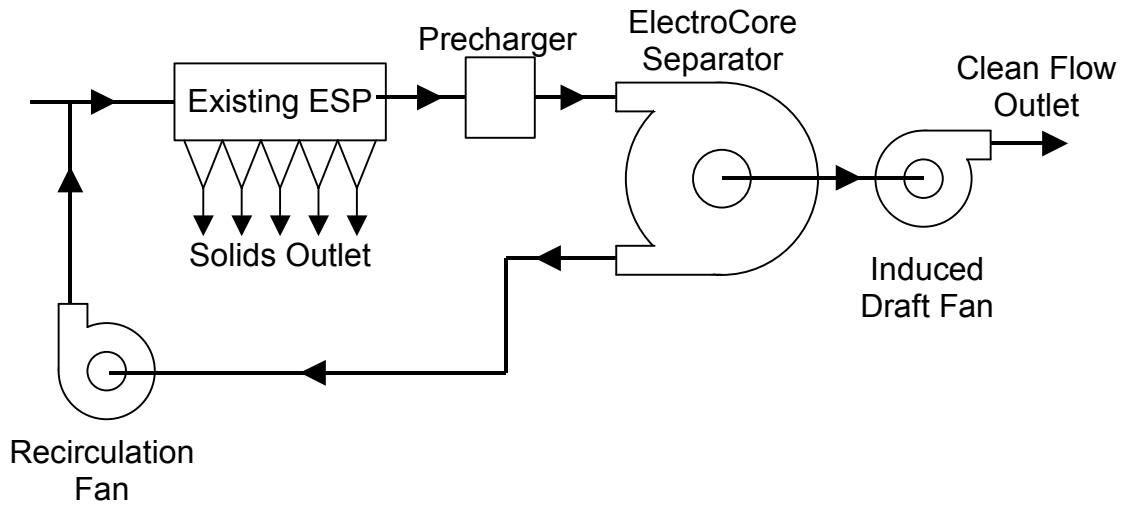 Precharger
ElectroCore
Separator
Clean Flow
Outlet
Existing ESP
Solids Outlet
Induced
Draft Fan
Recirculation
Fan